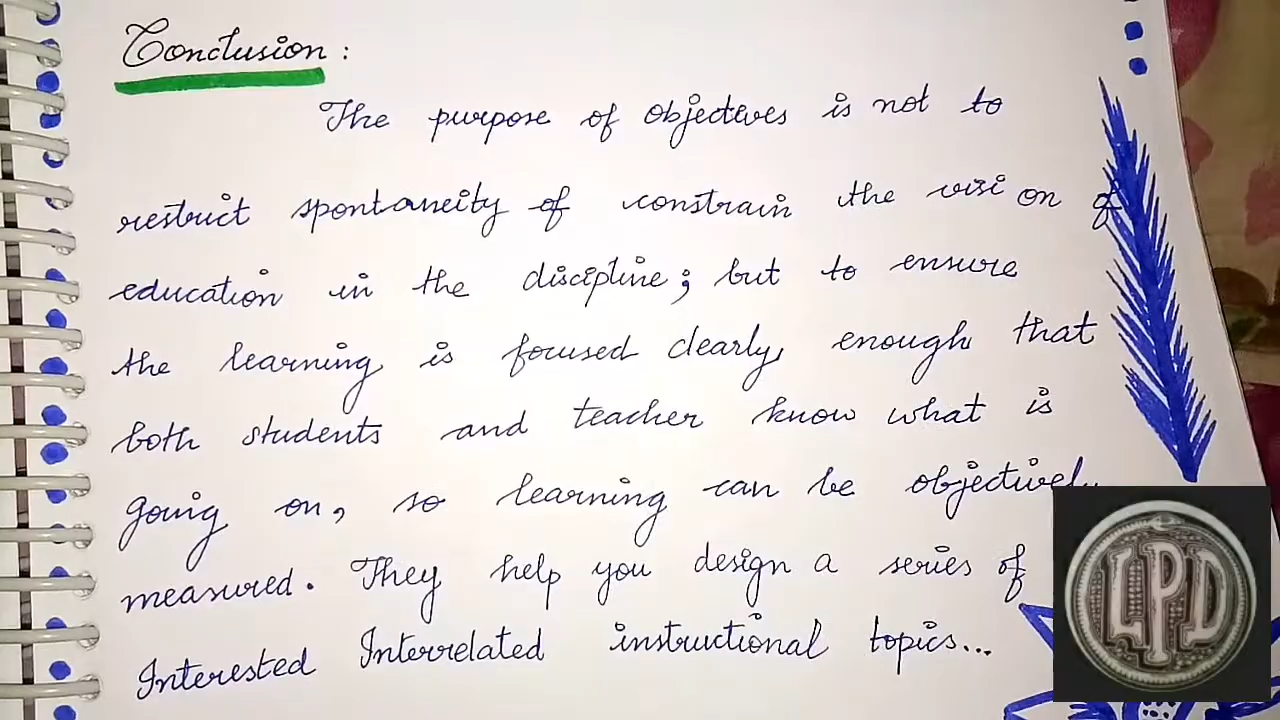 Conclusion :
The purpose of objectives is not to
restrict spontaneity of constrain the vision of
education in the discipline; but to ensure
the learning is focused clearly enough that
both students and teacher know what is
going on, so learning can be objectively
measured. They help you design a series of
Interested Interrelated instructional topics...
LPD